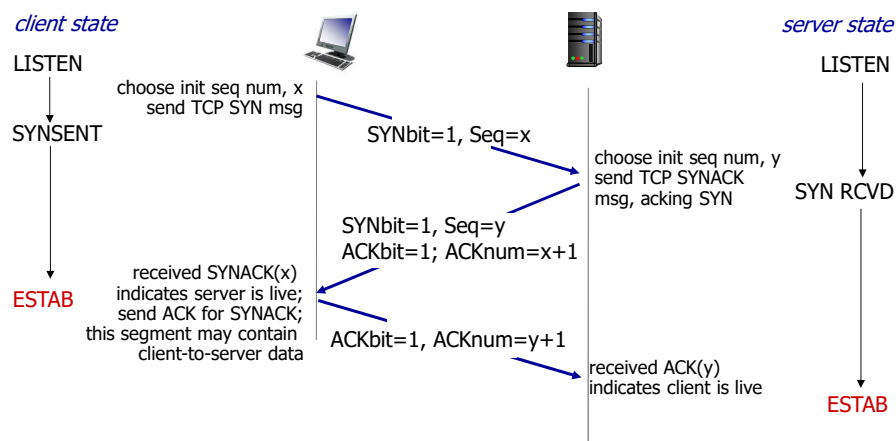 client state
server state
LISTEN
LISTEN
choose init seq num, x
send TCP SYN msg
SYNSENT
SYNbit=1, Seq=x
choose init seq num, y
send TCP SYNACK
msg, acking SYN
SYN RCVD
SYNbit=1, Seq=y
ACKbit=1; ACKnum=x+1
received SYNACK(x)
indicates server is live;
send ACK for SYNACK;
this segment may contain
client-to-server data
ESTAB
ACKbit=1, ACKnum=y+1
received ACK(y)
indicates client is live
ESTAB